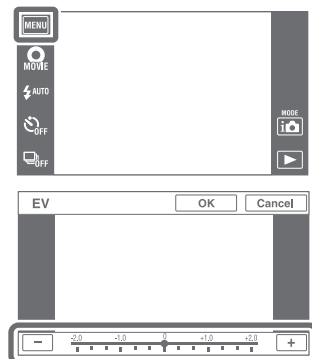 MENU
MOVIE
AUTO
OFF
MODE
i
OFF
EV OK Cancel
− -2.0 -1.0 0 +1.0 +2.0 +